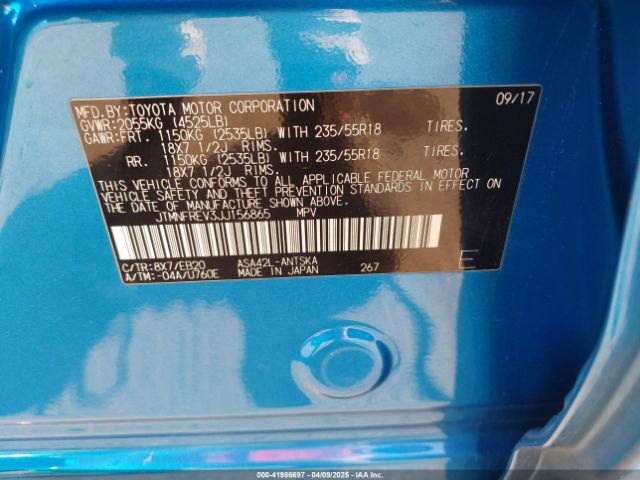 MFD.BY:TOYOTA MOTOR CORPORATION 09/17
GVWR:2055KG (4525LB)
GAWR:FRT. 1150KG (2535LB) WITH 235/55R18 TIRES.
18X7 1/2J RIMS.
RR. 1150KG (2535LB) WITH 235/55R18 TIRES.
18X7 1/2J RIMS.
THIS VEHICLE CONFORMS TO ALL APPLICABLE FEDERAL MOTOR
VEHICLE SAFETY AND THEFT PREVENTION STANDARDS IN EFFECT
ON THE DATE OF MANUFACTURE SHOWN ABOVE.
JTMNFREV3JJ156865 MPV
C/TR:8X7/EB20 ASA42L-ANTSKA E
A/TM:-04A/U760E MADE IN JAPAN 267
000-41986697 - 04/09/2025 - IAAI.COM